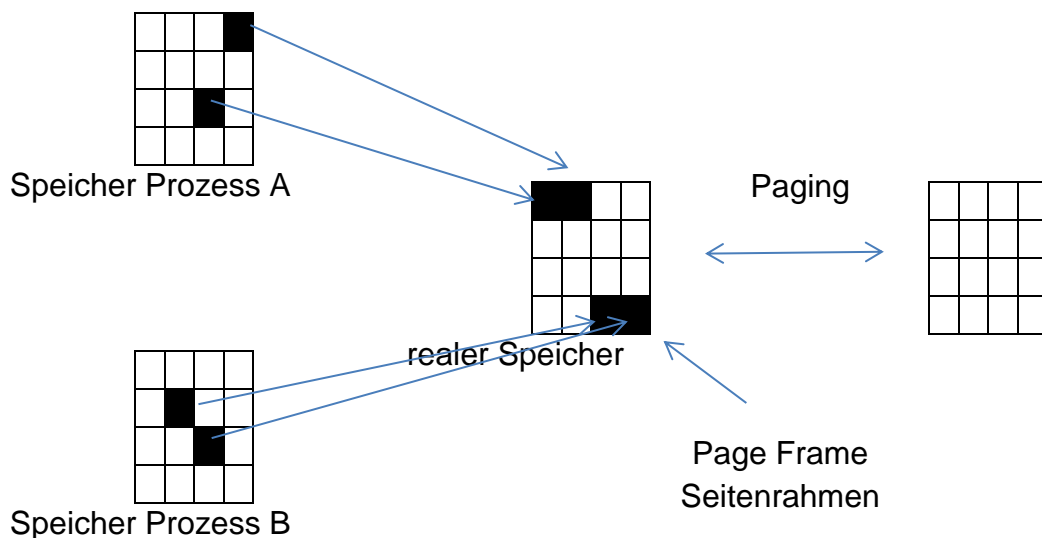 Speicher Prozess A
Paging
realer Speicher
Page Frame
Seitenrahmen
Speicher Prozess B